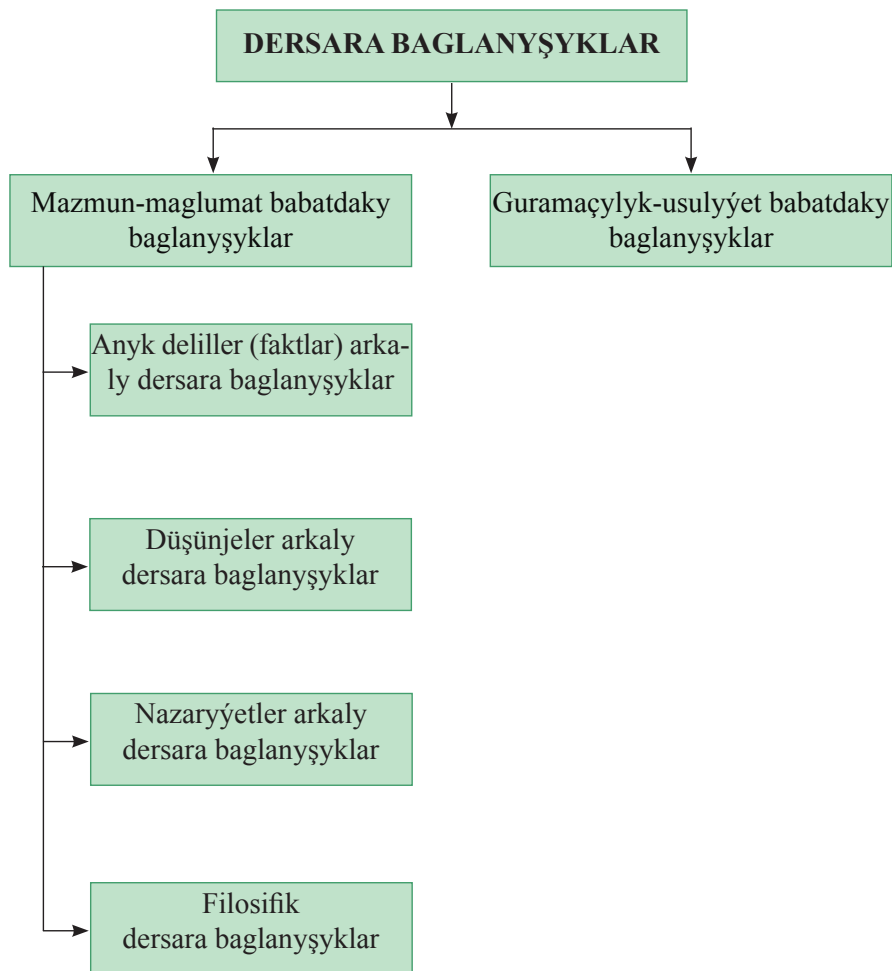 DERSARA BAGLANYŞYKLAR
Mazmun-maglumat babatdaky
baglanyşyklar
Guramaçylyk-usulyýet babatdaky
baglanyşyklar
Anyk deliller (faktlar) arka-
ly dersara baglanyşyklar
Düşünjeler arkaly
dersara baglanyşyklar
Nazaryýetler arkaly
dersara baglanyşyklar
Filosifik
dersara baglanyşyklar